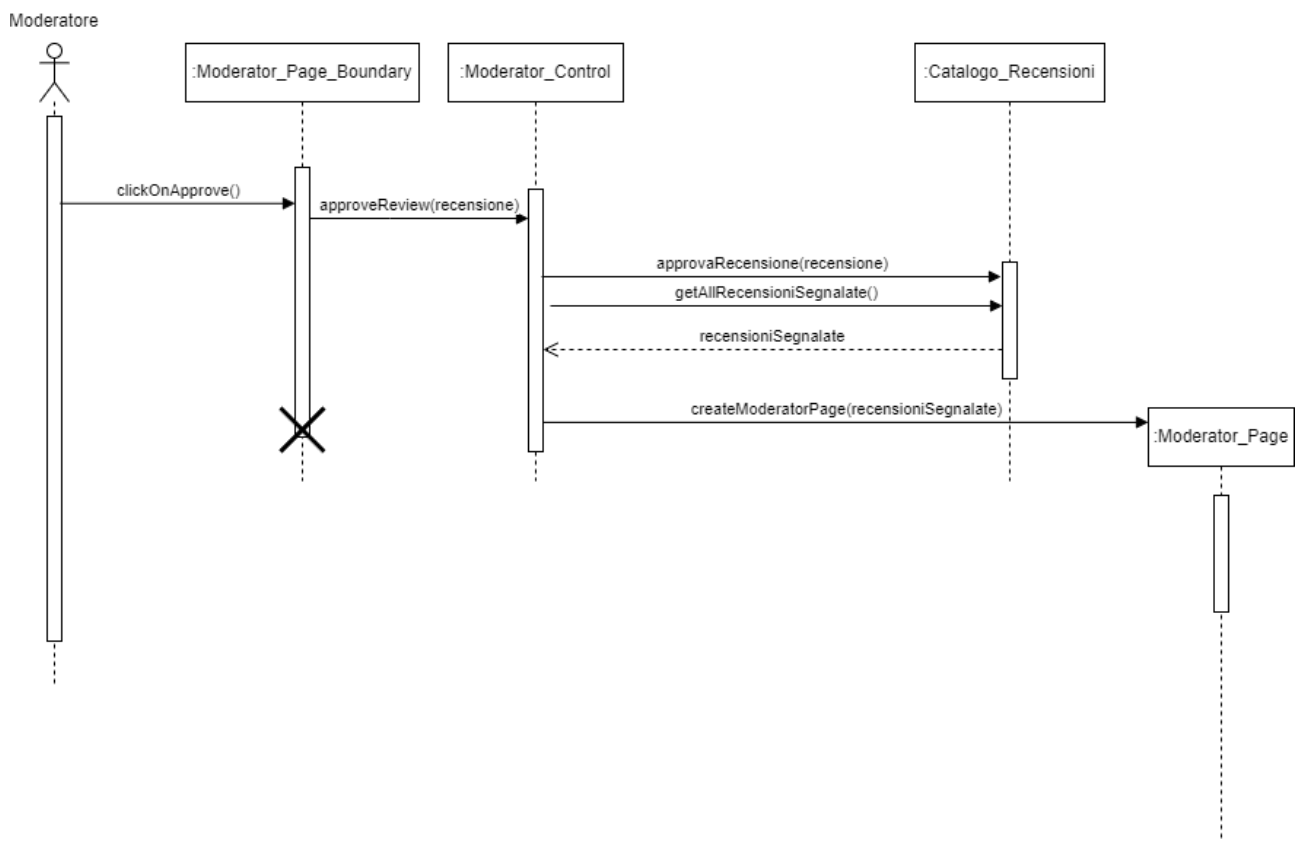 Moderatore
:Moderator_Page_Boundary
:Moderator_Control
:Catalogo_Recensioni
clickOnApprove()
approveReview(recensione)
approvaRecensione(recensione)
getAllRecensioniSegnalate()
recensioniSegnalate
createModeratorPage(recensioniSegnalate)
:Moderator_Page